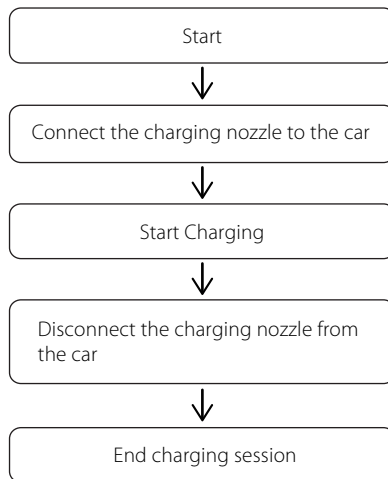 Start
Connect the charging nozzle to the car
Start Charging
Disconnect the charging nozzle from
the car
End charging session